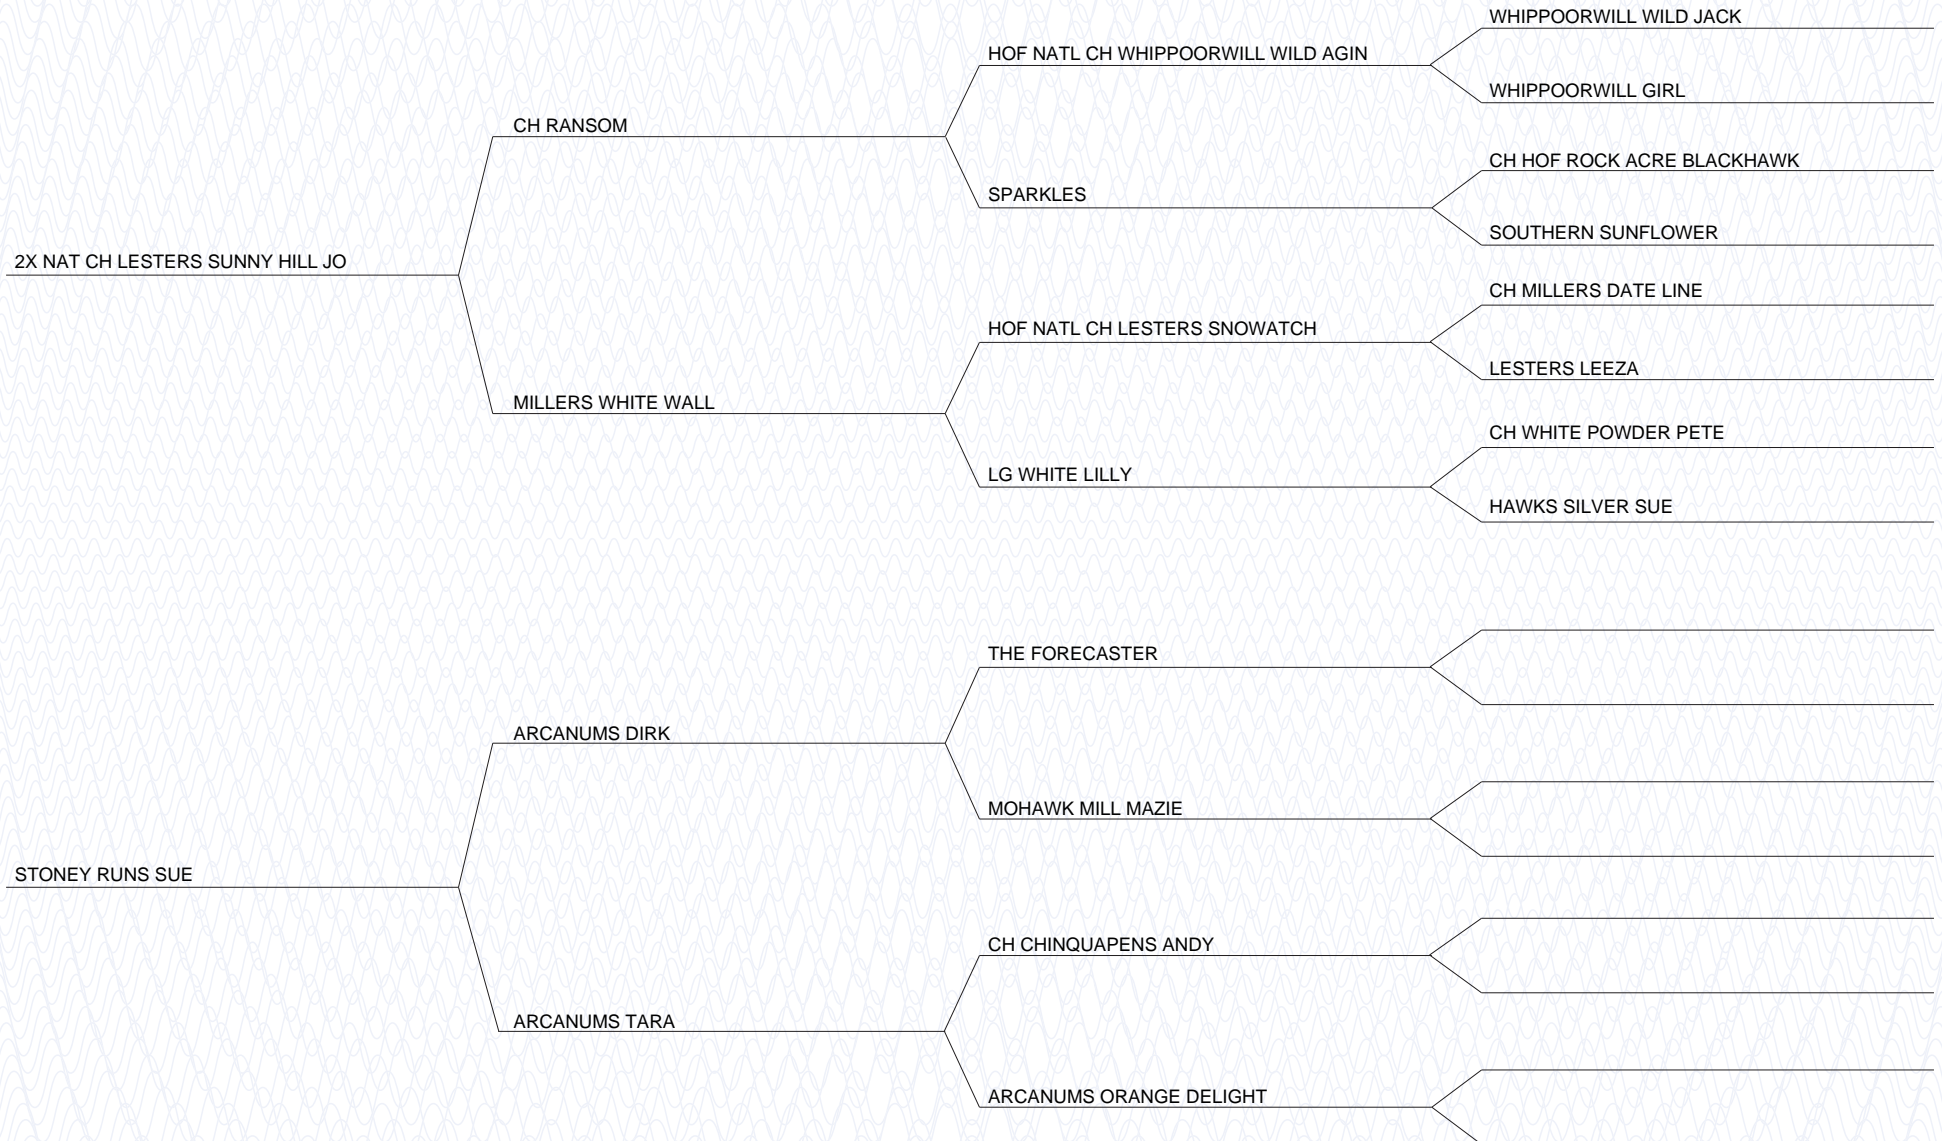 WHIPPOORWILL WILD JACK
HOF NATL CH WHIPPOORWILL WILD AGIN
WHIPPOORWILL GIRL
CH RANSOM
CH HOF ROCK ACRE BLACKHAWK
SPARKLES
SOUTHERN SUNFLOWER
2X NAT CH LESTERS SUNNY HILL JO
CH MILLERS DATE LINE
HOF NATL CH LESTERS SNOWATCH
LESTERS LEEZA
MILLERS WHITE WALL
CH WHITE POWDER PETE
LG WHITE LILLY
HAWKS SILVER SUE
THE FORECASTER
ARCANUMS DIRK
MOHAWK MILL MAZIE
STONEY RUNS SUE
CH CHINQUAPENS ANDY
ARCANUMS TARA
ARCANUMS ORANGE DELIGHT